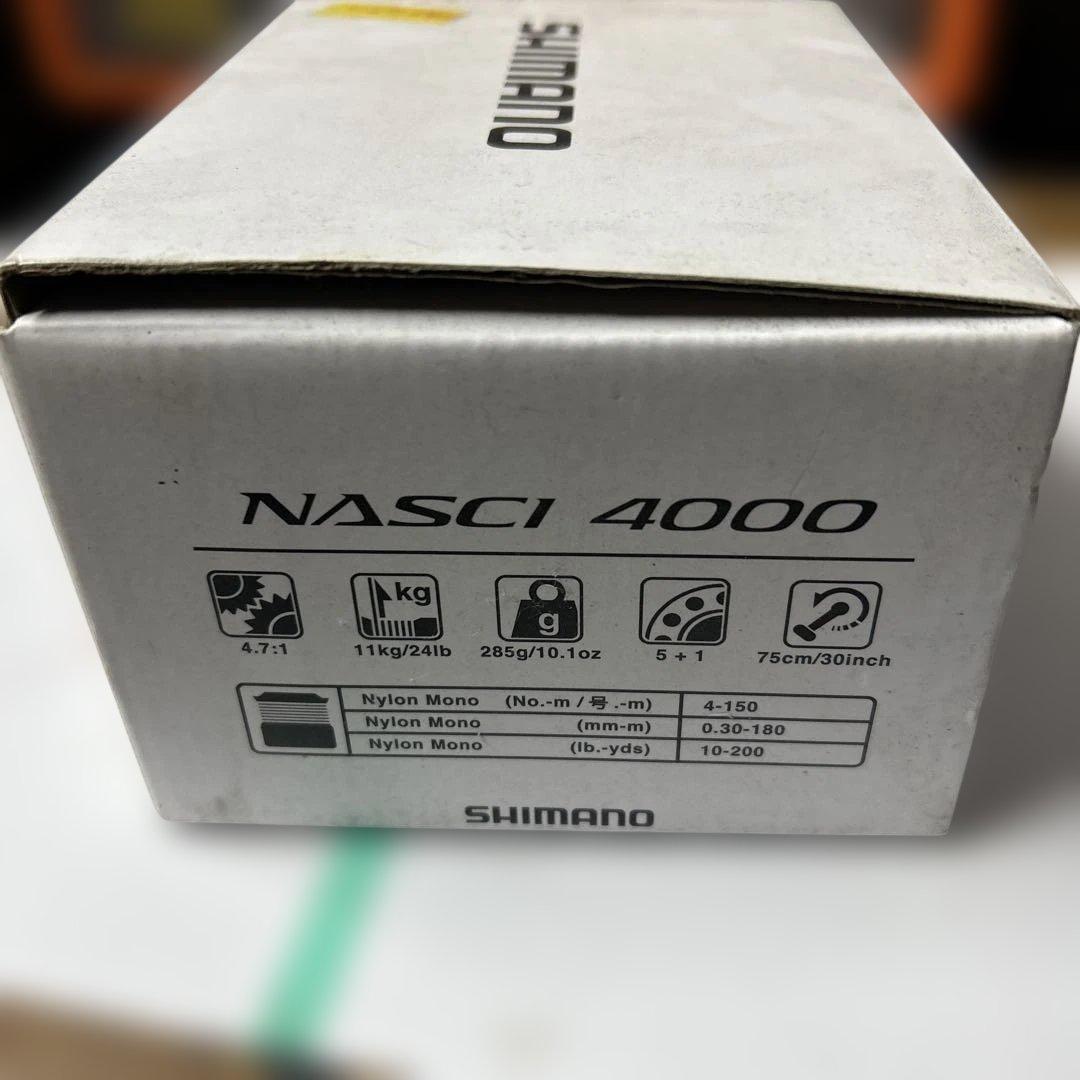 SHIMANO
NASCI 4000
kg
g
4.7:1 11kg/24lb 285g/10.1oz 5 + 1 75cm/30inch
Nylon Mono (No.-m / 号 .-m) 4-150
Nylon Mono (mm-m) 0.30-180
Nylon Mono (lb.-yds) 10-200
SHIMANO